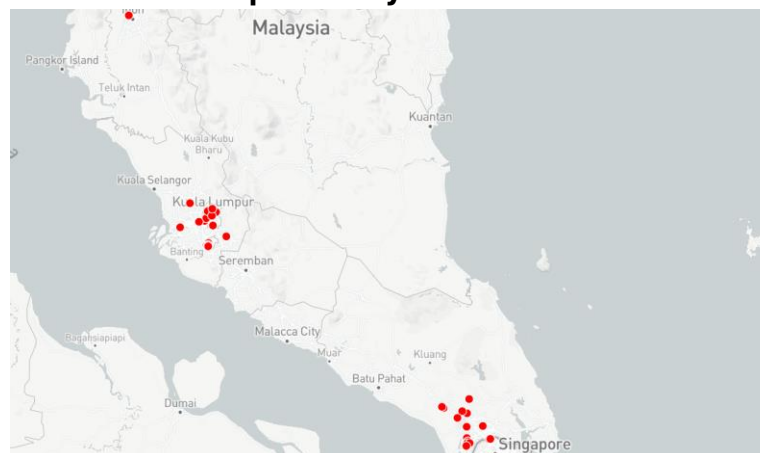 Malaysia
Pangkor Island
Teluk Intan
Kuantan
Kuala Kubu
Bharu
Kuala Selangor
Kuala Lumpur
Banting
Seremban
Bagansiapiapi
Malacca City
Muar
Kluang
Batu Pahat
Dumai
Singapore